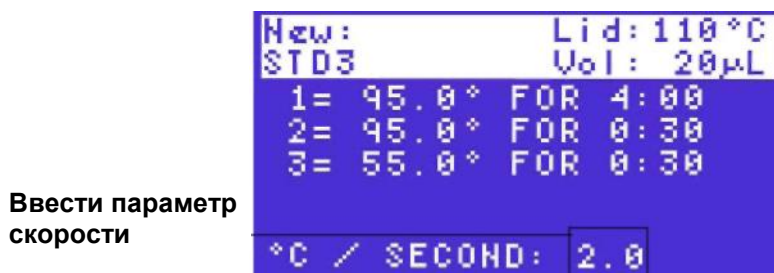 New: Lid:110°C
STD3 Vol: 20µL
1= 95.0° FOR 4:00
2= 95.0° FOR 0:30
3= 55.0° FOR 0:30
Ввести параметр
скорости
°C / SECOND: 2.0